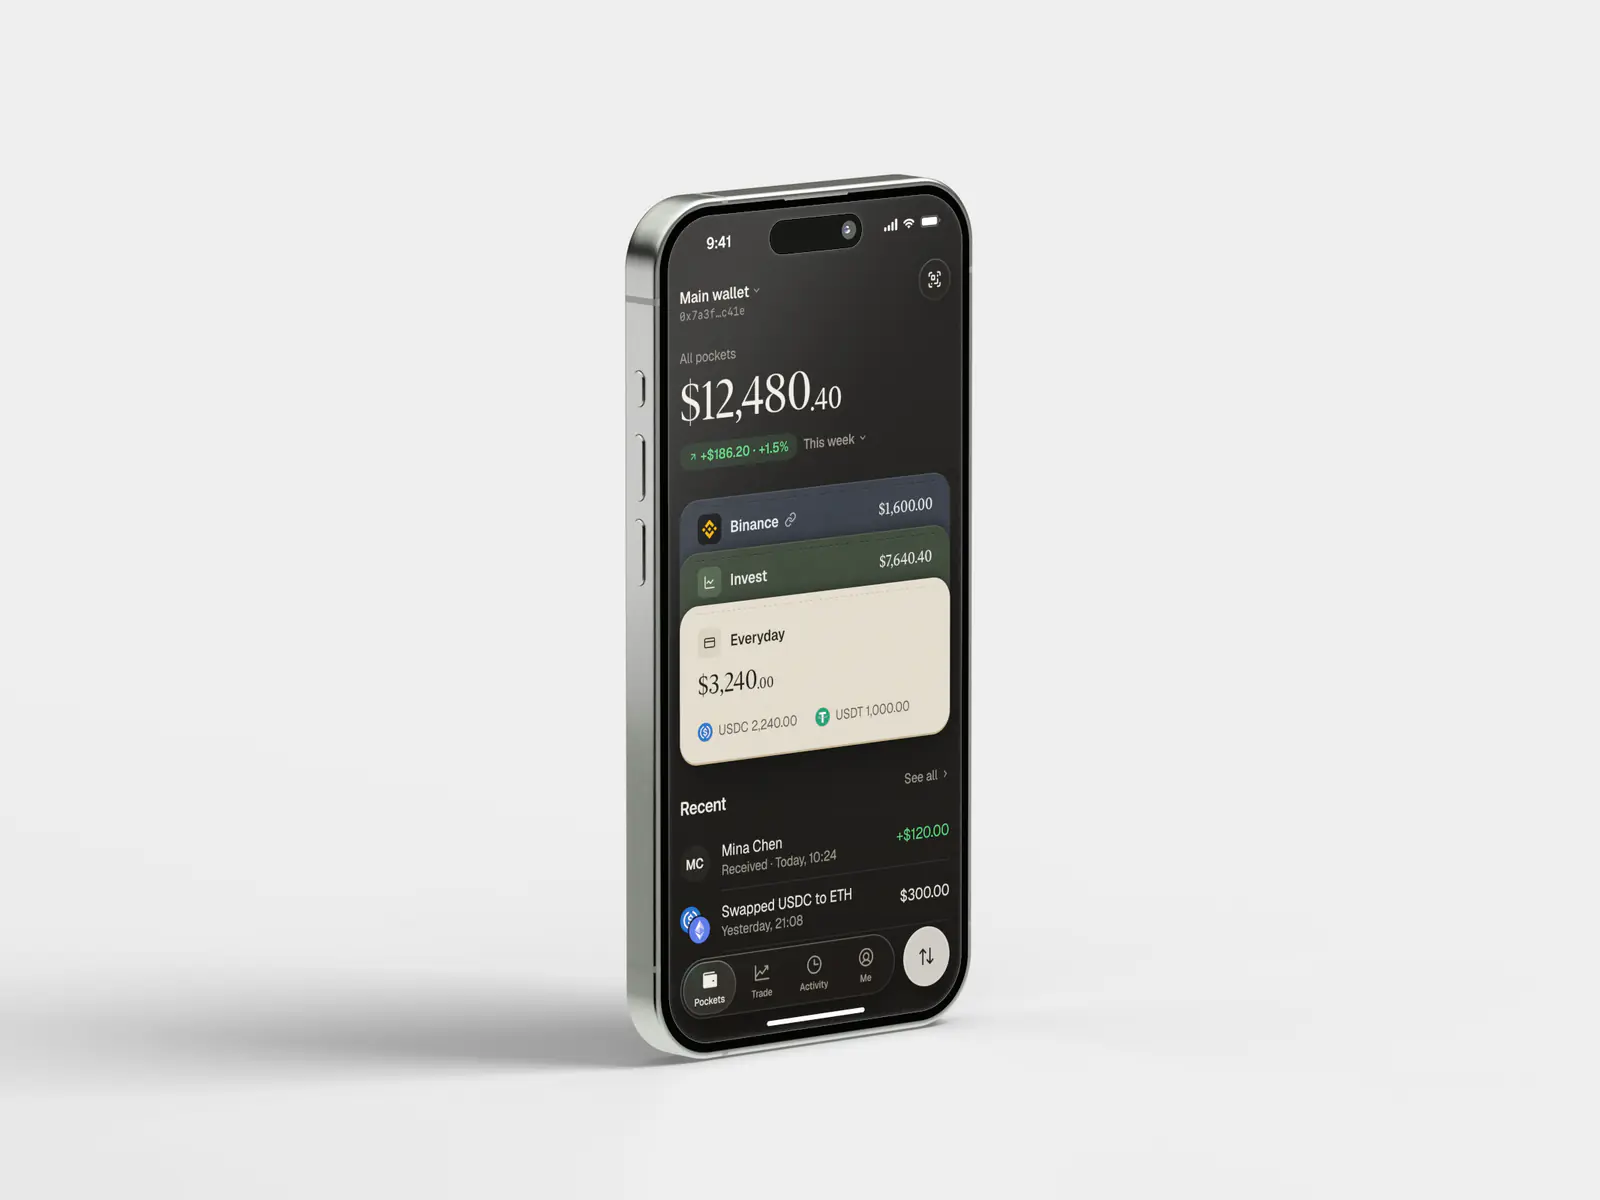 9:41
Main wallet
0x7a3f…c41e
All pockets
$12,480.40
+$186.20 · +1.5% This week
Binance $1,600.00
Invest $7,640.40
Everyday
$3,240.00
USDC 2,240.00 USDT 1,000.00
See all
Recent
MC
Mina Chen +$120.00
Received · Today, 10:24
Swapped USDC to ETH $300.00
Yesterday, 21:08
Pockets Trade Activity Me